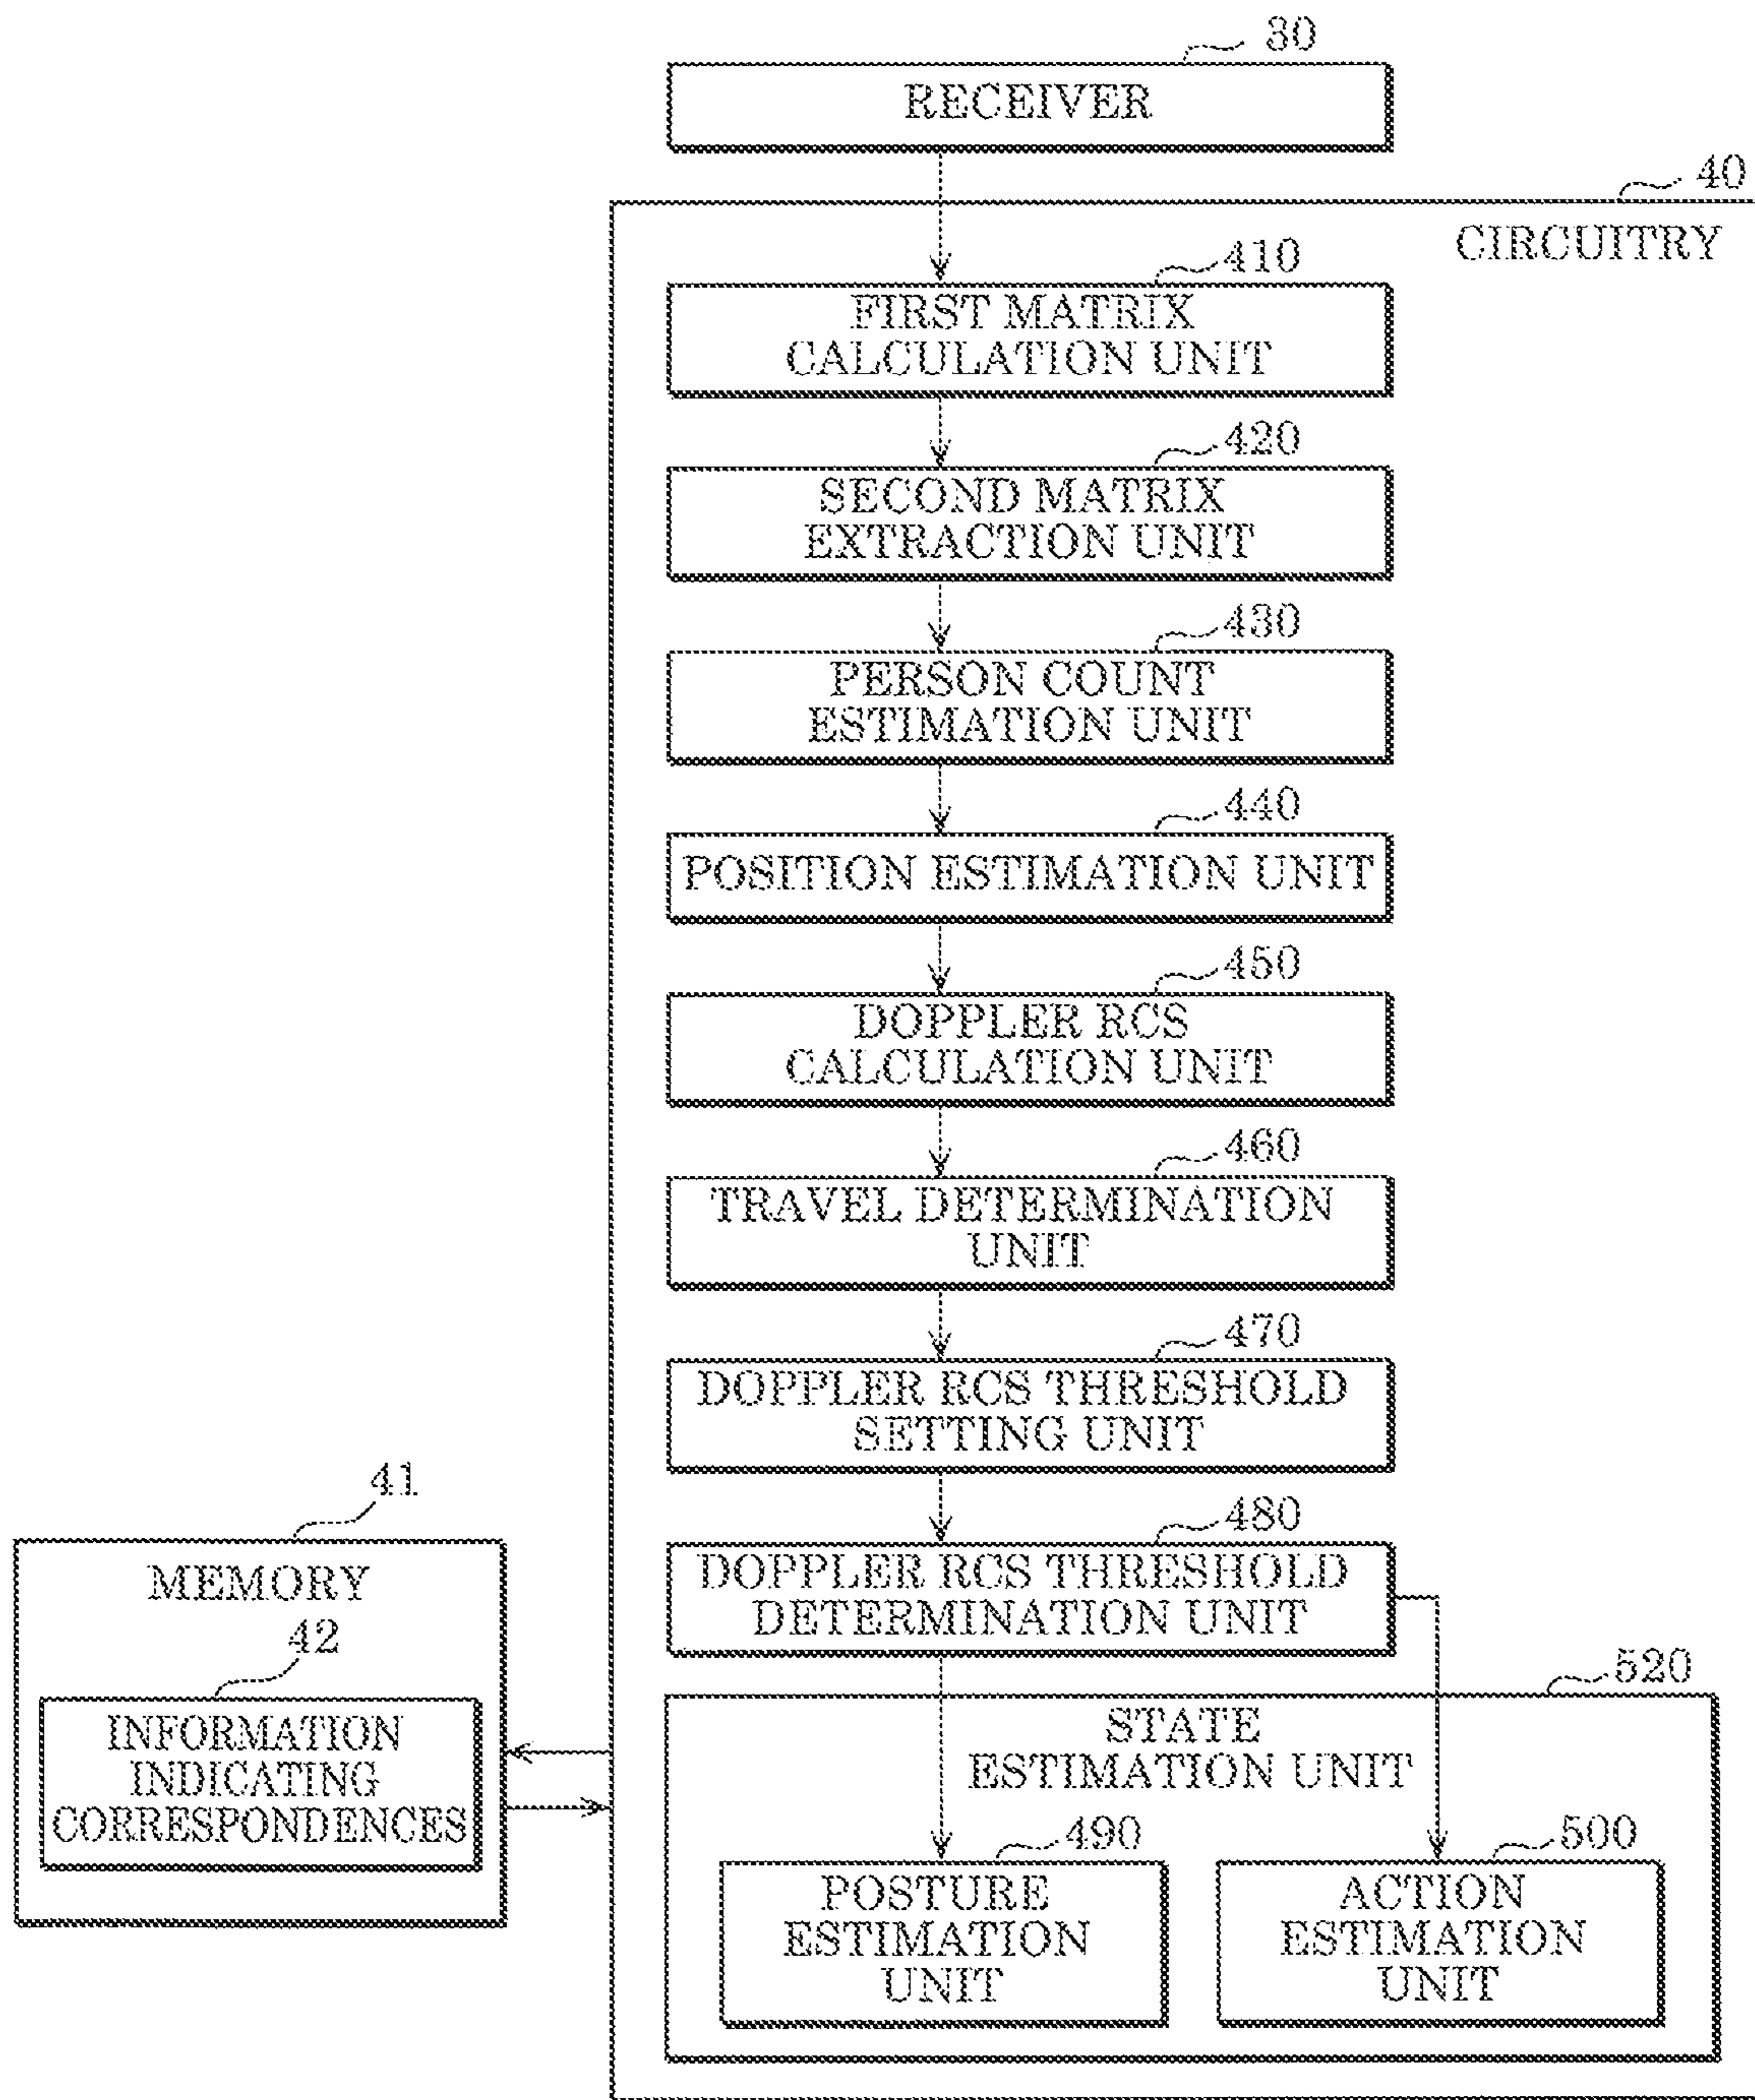 30
RECEIVER
40
CIRCUITRY
410
FIRST MATRIX
CALCULATION UNIT
420
SECOND MATRIX
EXTRACTION UNIT
430
PERSON COUNT
ESTIMATION UNIT
440
POSITION ESTIMATION UNIT
450
DOPPLER RCS
CALCULATION UNIT
460
TRAVEL DETERMINATION
UNIT
470
DOPPLER RCS THRESHOLD
SETTING UNIT
480
DOPPLER RCS THRESHOLD
DETERMINATION UNIT
41
MEMORY
42
INFORMATION
INDICATING
CORRESPONDENCES
520
STATE
ESTIMATION UNIT
490
POSTURE
ESTIMATION
UNIT
500
ACTION
ESTIMATION
UNIT